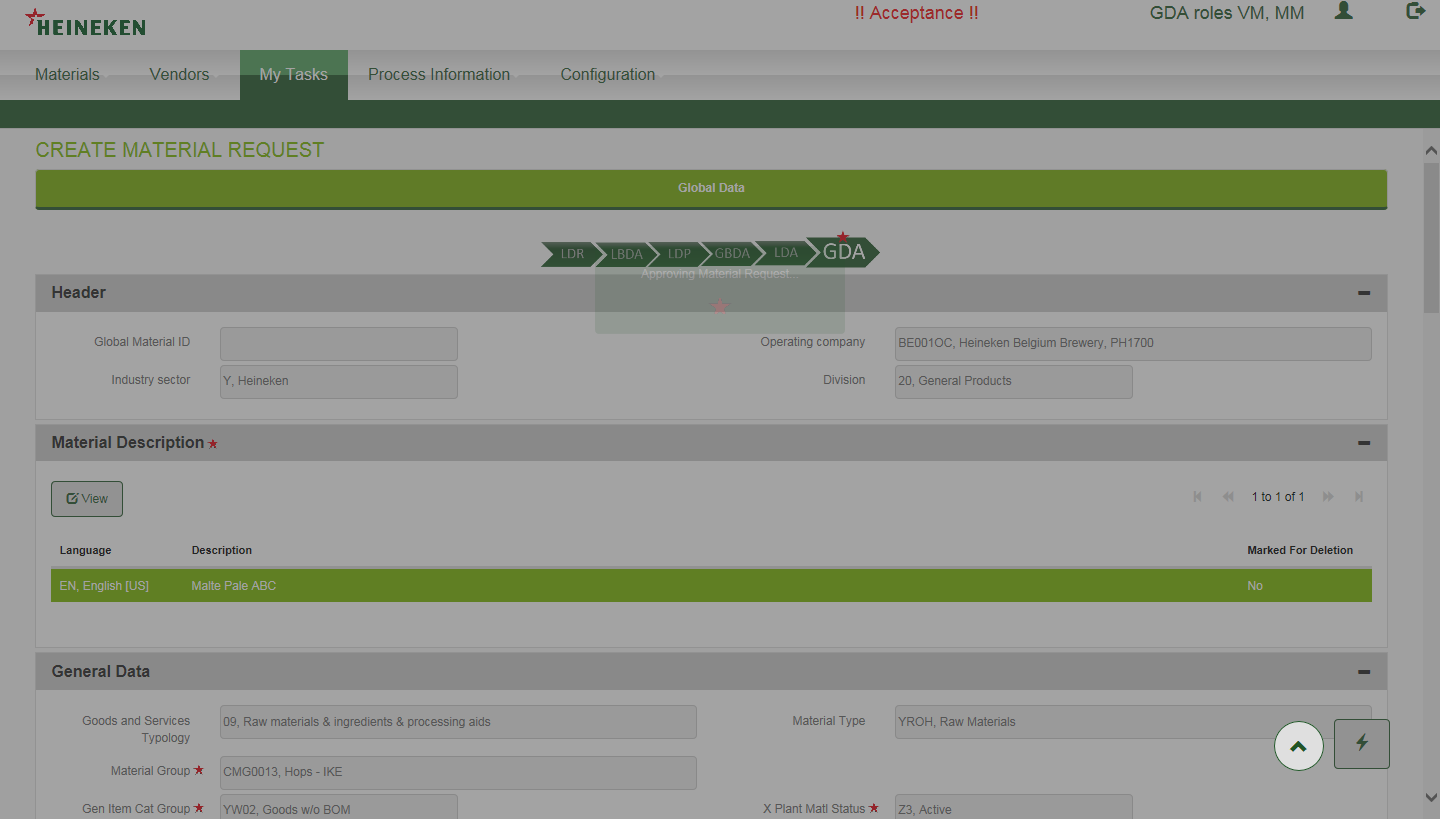 HEINEKEN
!! Acceptance !!
GDA roles VM, MM
Materials
Vendors
My Tasks
Process Information
Configuration
CREATE MATERIAL REQUEST
Global Data
LDR
LBDA
LDP
GBDA
LDA
GDA
Approving Material Request...
Header
Global Material ID
Operating company
BE001OC, Heineken Belgium Brewery, PH1700
Industry sector
Y, Heineken
Division
20, General Products
Material Description
View
1 to 1 of 1
Language
Description
Marked For Deletion
EN, English [US]
Malte Pale ABC
No
General Data
Goods and Services
Typology
09, Raw materials & ingredients & processing aids
Material Type
YROH, Raw Materials
Material Group
CMG0013, Hops - IKE
Gen Item Cat Group
YW02, Goods w/o BOM
X Plant Matl Status
Z3, Active